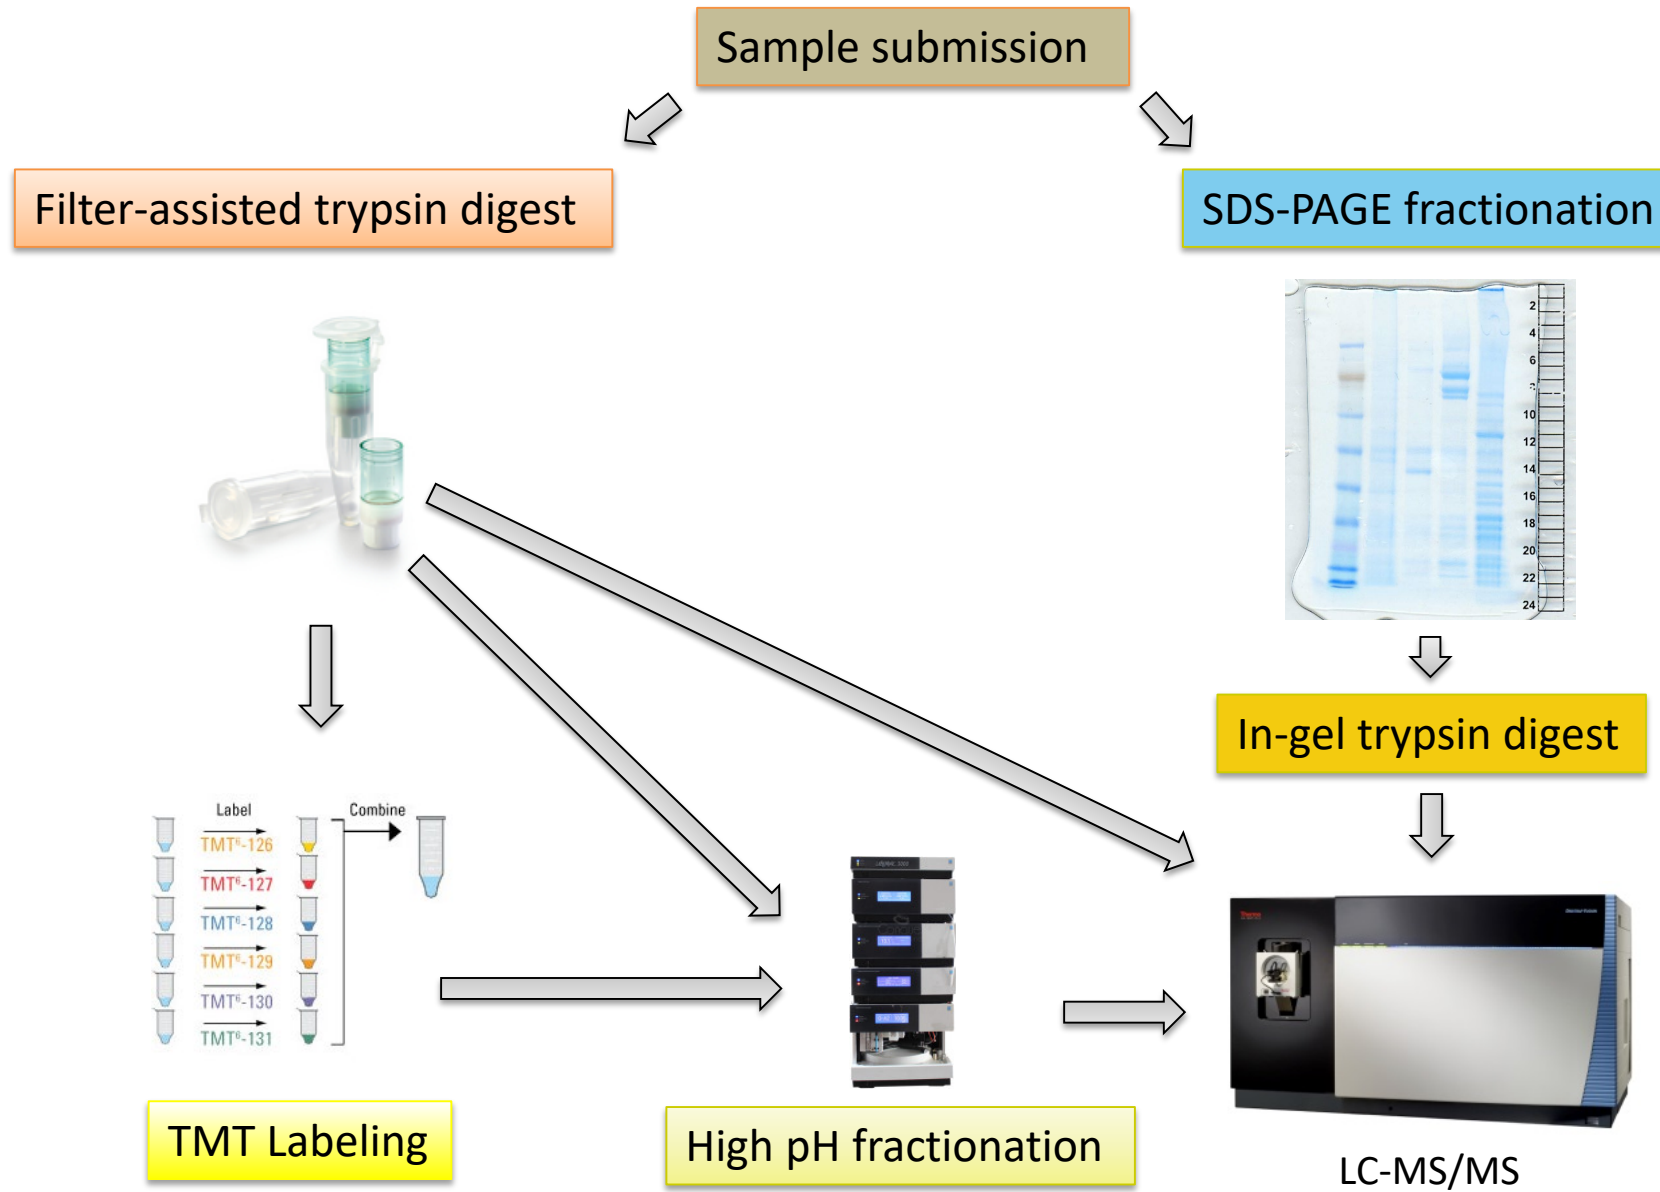 Sample submission
Filter-assisted trypsin digest
SDS-PAGE fractionation
2
4
6
10
12
14
16
18
20
22
24
In-gel trypsin digest
Label
Combine
TMT⁶-126
TMT⁶-127
TMT⁶-128
TMT⁶-129
TMT⁶-130
TMT⁶-131
Thermo
TMT Labeling
High pH fractionation
LC-MS/MS